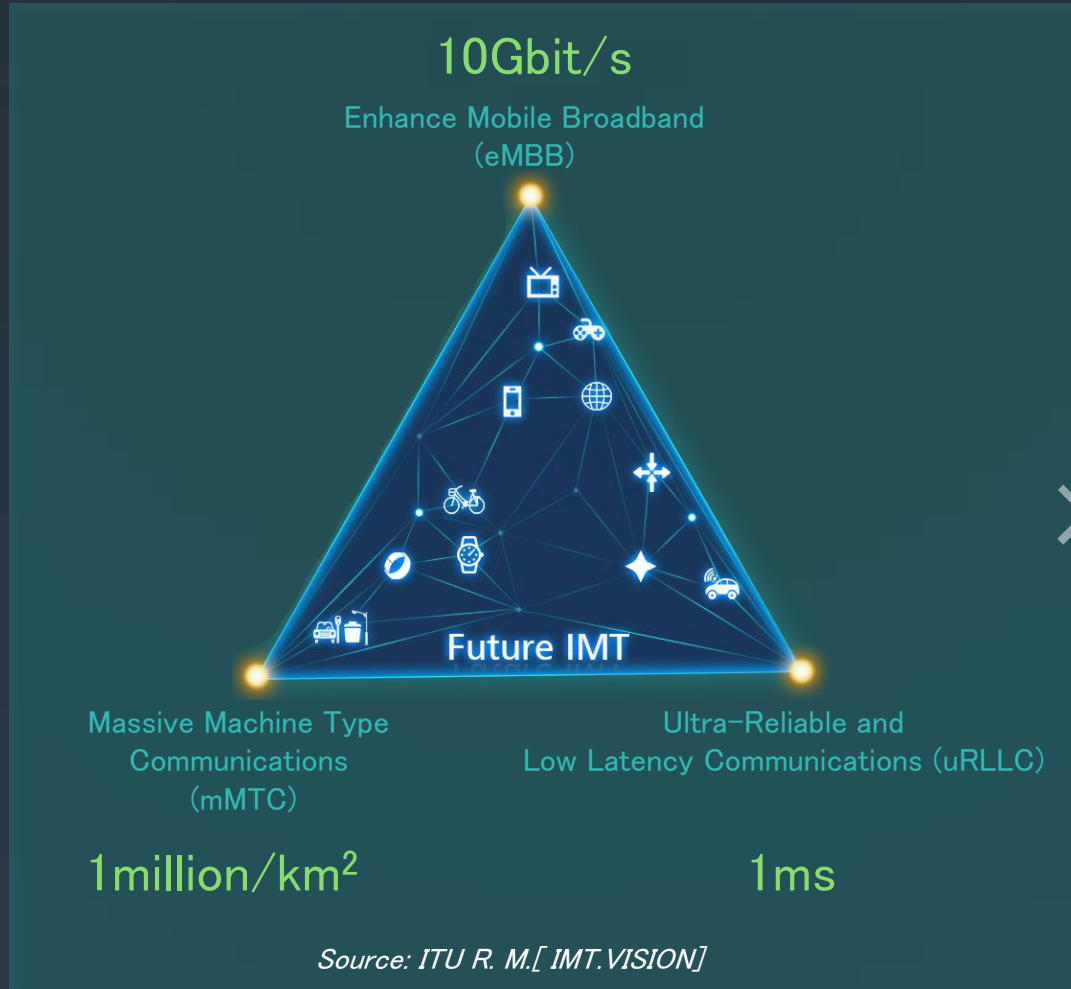 10Gbit/s
Enhance Mobile Broadband
(eMBB)
Future IMT
Massive Machine Type
Communications
(mMTC)
Ultra-Reliable and
Low Latency Communications (uRLLC)
1million/km²
1ms
Source: ITU R. M.[ IMT.VISION]